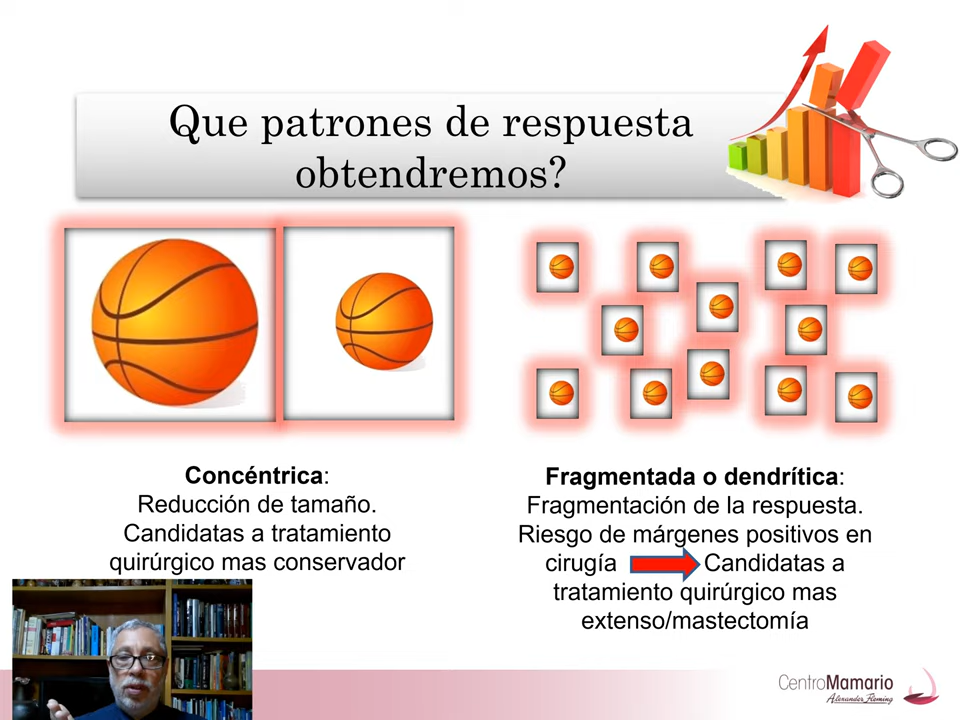 Que patrones de respuesta
obtendremos?
Concéntrica:
Reducción de tamaño.
Candidatas a tratamiento
quirúrgico mas conservador
Fragmentada o dendrítica:
Fragmentación de la respuesta.
Riesgo de márgenes positivos en
cirugía Candidatas a
tratamiento quirúrgico mas
extenso/mastectomía
CentroMamario
Alexander Fleming